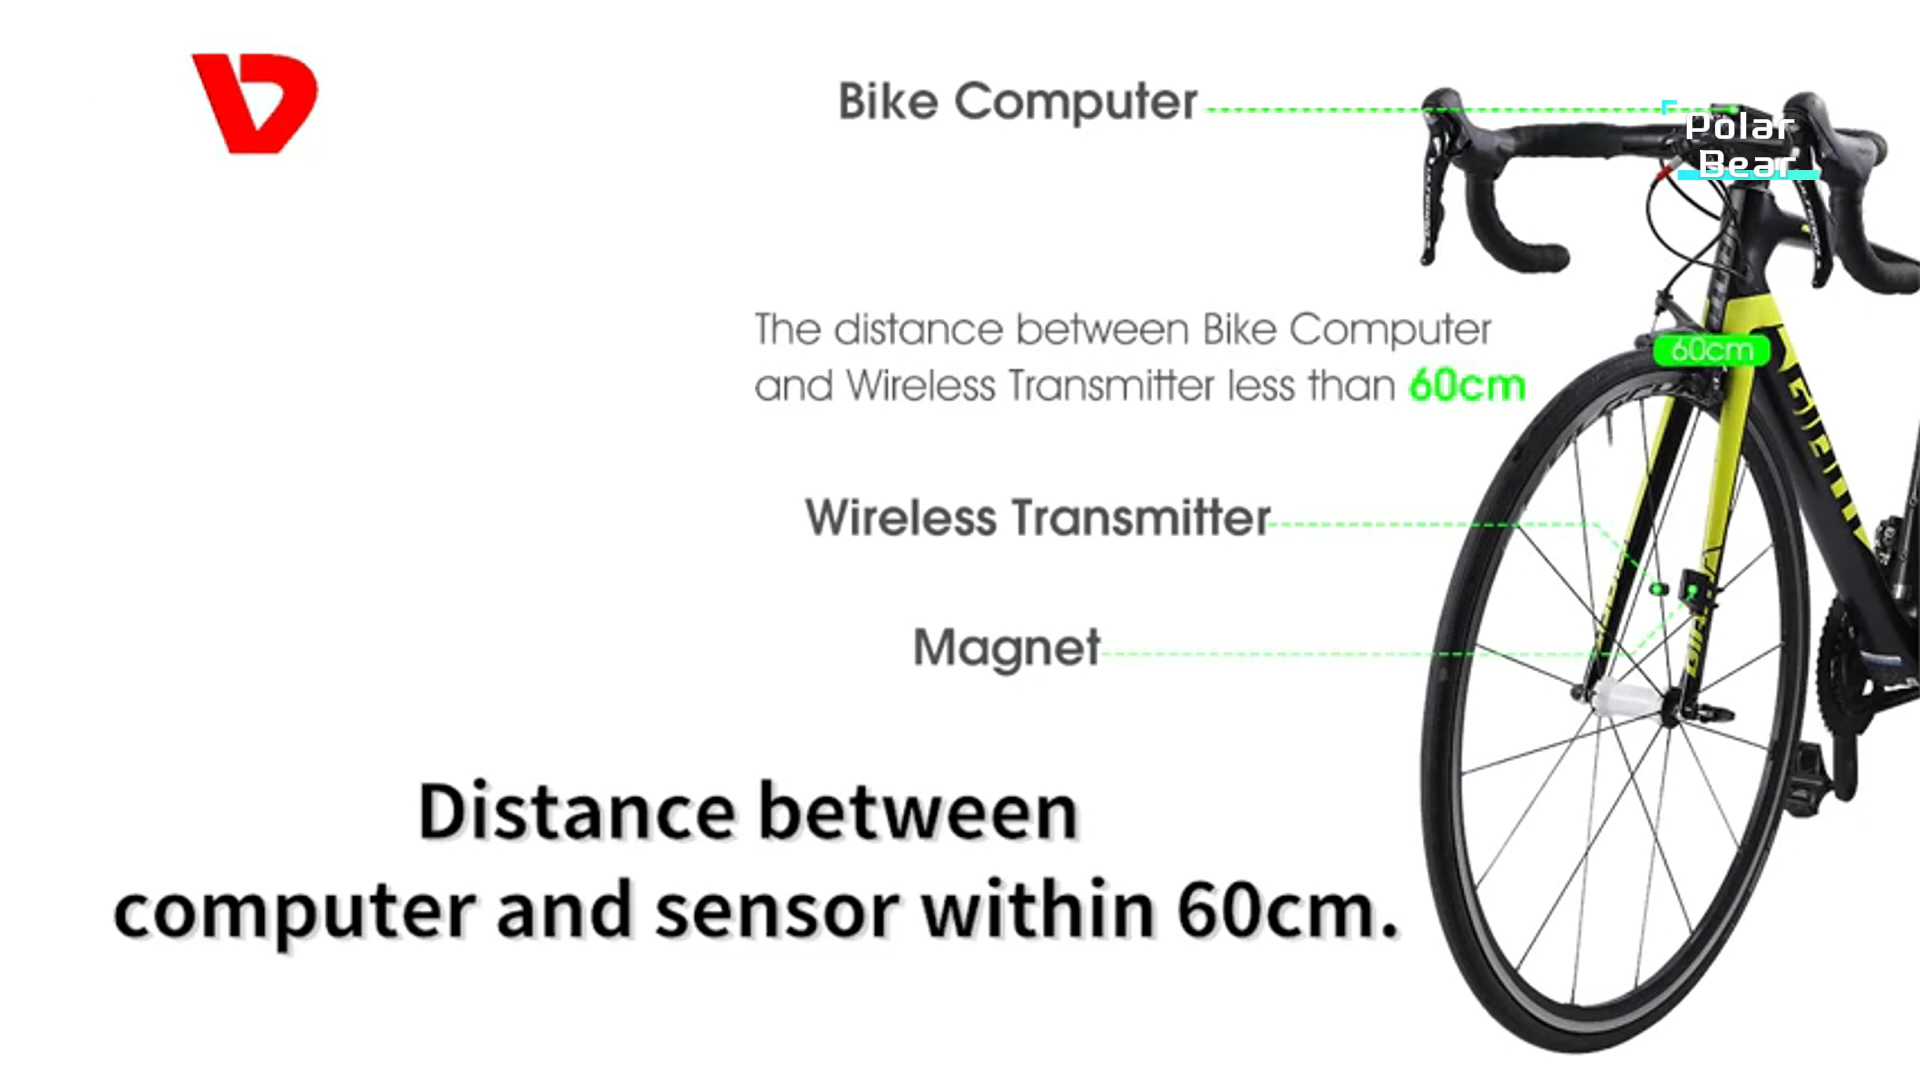 Bike Computer
Polar
Bear
The distance between Bike Computer
and Wireless Transmitter less than 60cm
60cm
Wireless Transmitter
Magnet
Distance between
computer and sensor within 60cm.